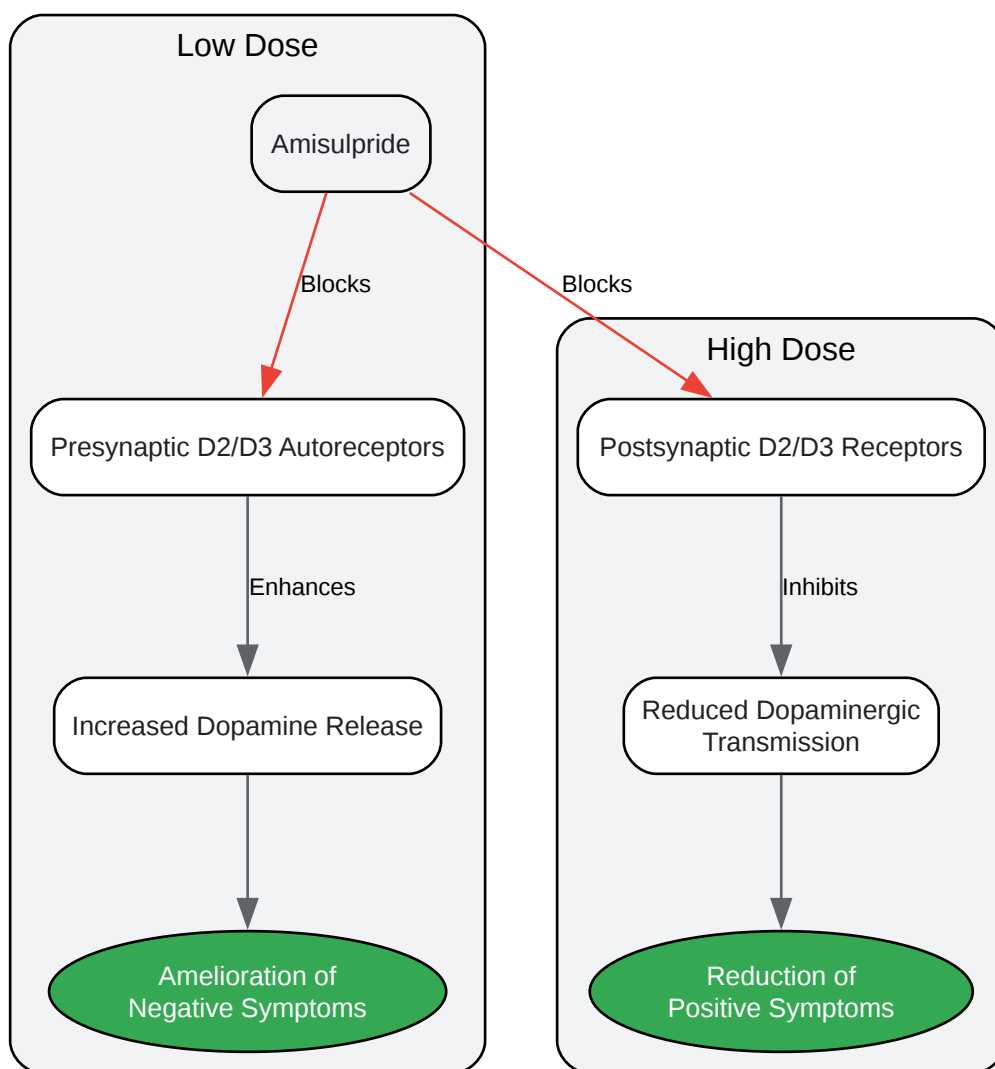 Low Dose
Amisulpride
Blocks
Blocks
High Dose
Presynaptic D2/D3 Autoreceptors
Postsynaptic D2/D3 Receptors
Enhances
Inhibits
Increased Dopamine Release
Reduced Dopaminergic
Transmission
Amelioration of
Negative Symptoms
Reduction of
Positive Symptoms